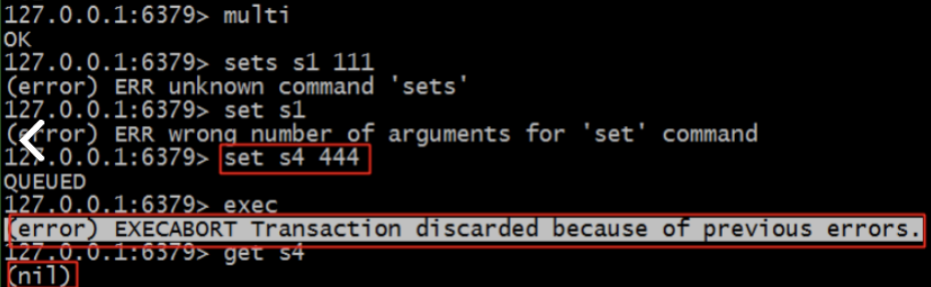 127.0.0.1:6379> multi
OK
127.0.0.1:6379> sets s1 111
(error) ERR unknown command 'sets'
127.0.0.1:6379> set s1
(error) ERR wrong number of arguments for 'set' command
127.0.0.1:6379> set s4 444
QUEUED
127.0.0.1:6379> exec
(error) EXECABORT Transaction discarded because of previous errors.
127.0.0.1:6379> get s4
(nil)